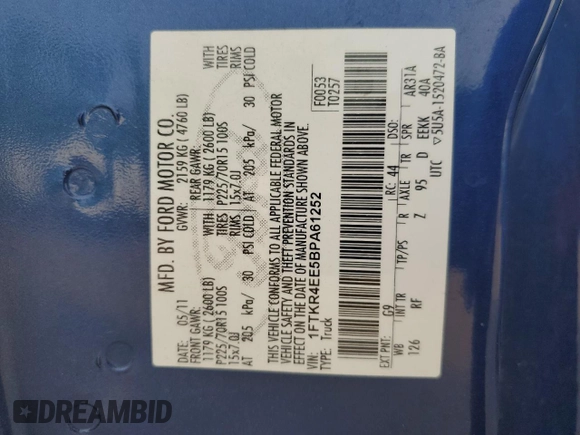 MFD. BY FORD MOTOR CO.
DATE: 05/11 GVWR: 2159 KG ( 4760 LB)
FRONT GAWR: REAR GAWR:
1179 KG ( 2600 LB) WITH 1179 KG ( 2600 LB) WITH
P225/70R15 100S TIRES P225/70R15 100S TIRES
15x7.0J RIMS 15x7.0J RIMS
AT 205 kPa/ 30 PSI COLD AT 205 kPa/ 30 PSI COLD
THIS VEHICLE CONFORMS TO ALL APPLICABLE FEDERAL MOTOR
VEHICLE SAFETY AND THEFT PREVENTION STANDARDS IN
EFFECT ON THE DATE OF MANUFACTURE SHOWN ABOVE.
VIN: 1FTKR4EE5BPA61252 F0053
TYPE: Truck T0257
EXT PNT: G9 RC: 44 DSO:
WB INT TR TP/PS R AXLE TR SPR AR31A
126 RF Z 95 D EEKK 40A
UTC ▽5U5A-1520472-BA
DREAMBID